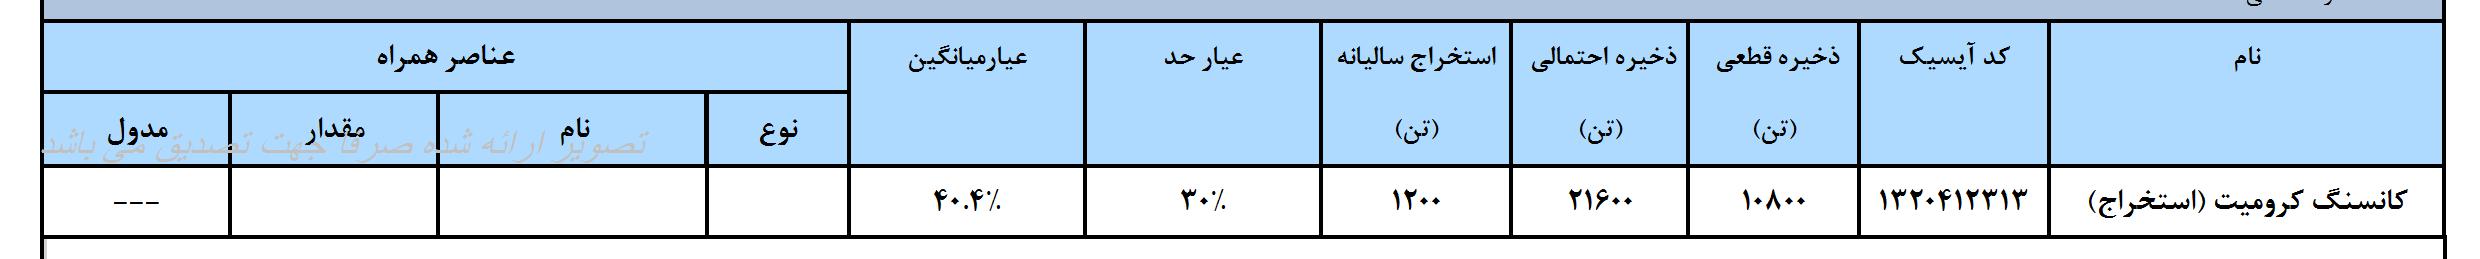 نام کد آیسیک ذخیره قطعی ذخیره احتمالی استخراج سالیانه عیار حد عیارمیانگین عناصر همراه
(تن) (تن) (تن) نوع نام مقدار مدول
تصویر ارائه شده صرفا جهت تصدیق می باشد
کانسنگ کرومیت (استخراج) ۱۳۲۰۴۱۲۳۱۳ ۱۰۸۰۰ ۲۱۶۰۰ ۱۲۰۰ ۳۰% ۴۰.۴% ---